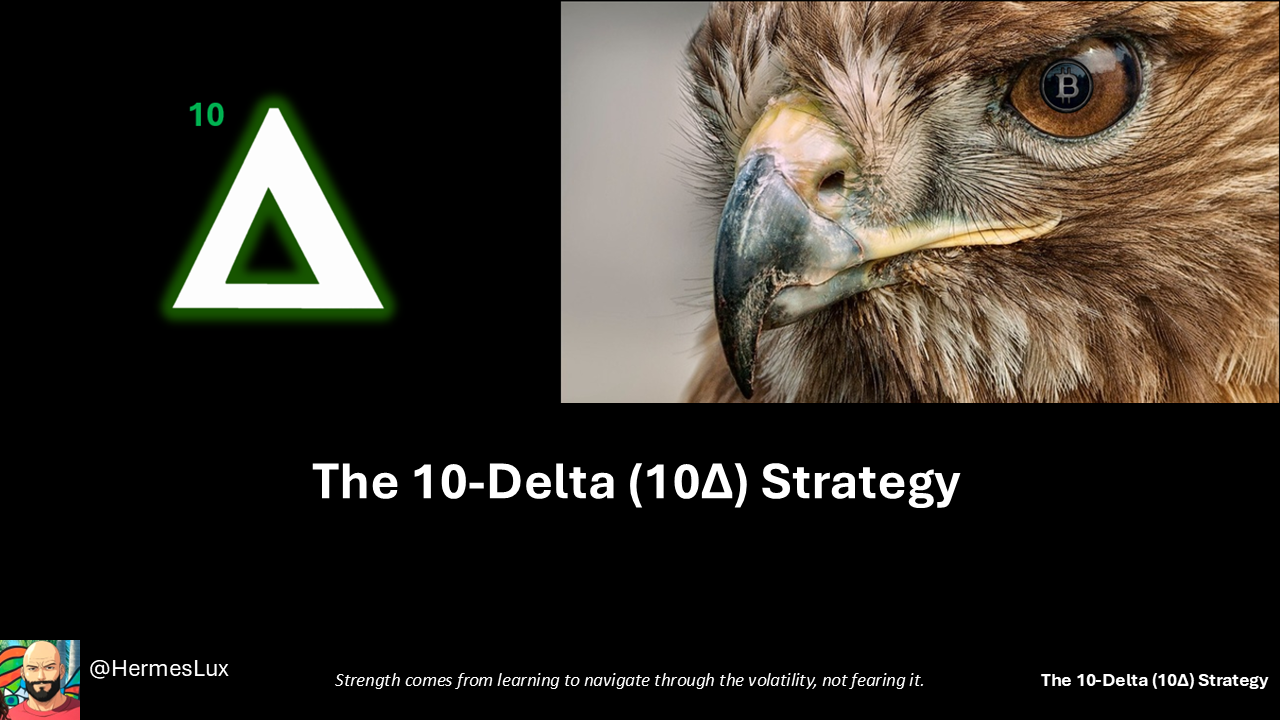 10
₿
The 10-Delta (10Δ) Strategy
@HermesLux
Strength comes from learning to navigate through the volatility, not fearing it.
The 10-Delta (10Δ) Strategy